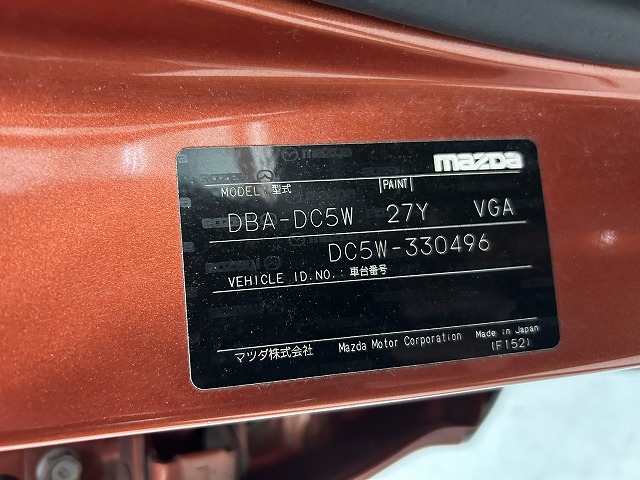 mazda
MODEL:型式 PAINT
DBA-DC5W 27Y VGA
DC5W-330496
VEHICLE ID.NO.:車台番号
マツダ株式会社 Mazda Motor Corporation Made in Japan
(F152)